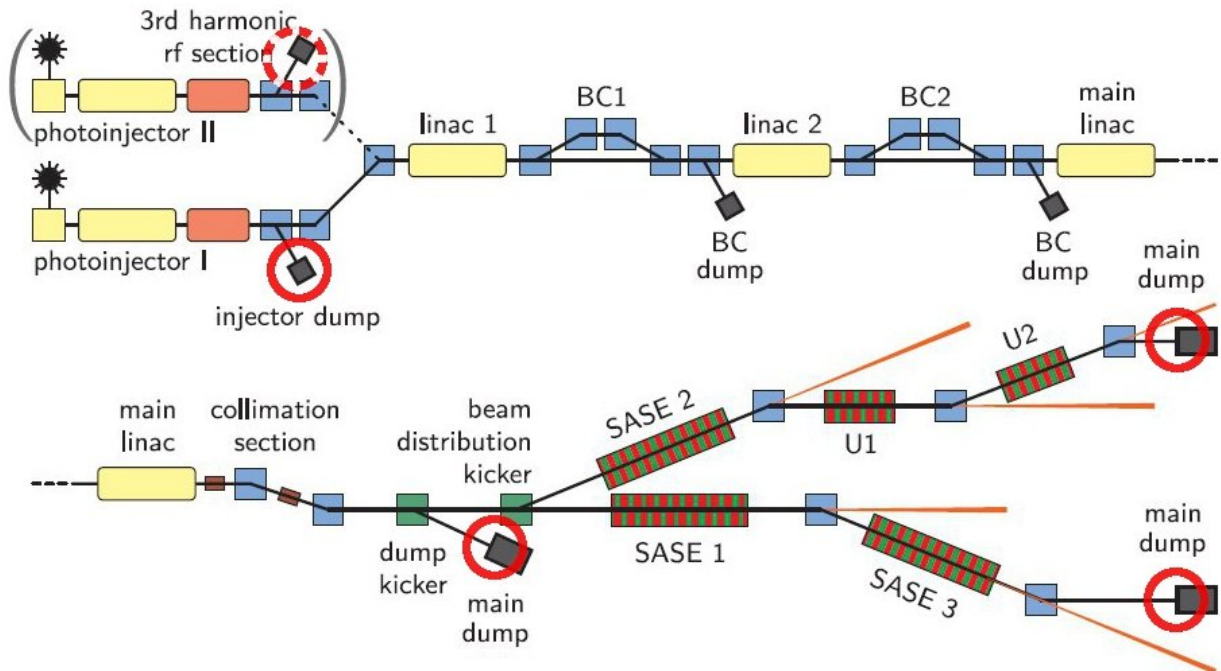 3rd harmonic
rf section
photoinjector II
linac 1
BC1
linac 2
BC2
main
linac
photoinjector I
injector dump
BC
dump
BC
dump
main
dump
U2
SASE 2
U1
main
linac
collimation
section
beam
distribution
kicker
dump
kicker
main
dump
SASE 1
SASE 3
main
dump